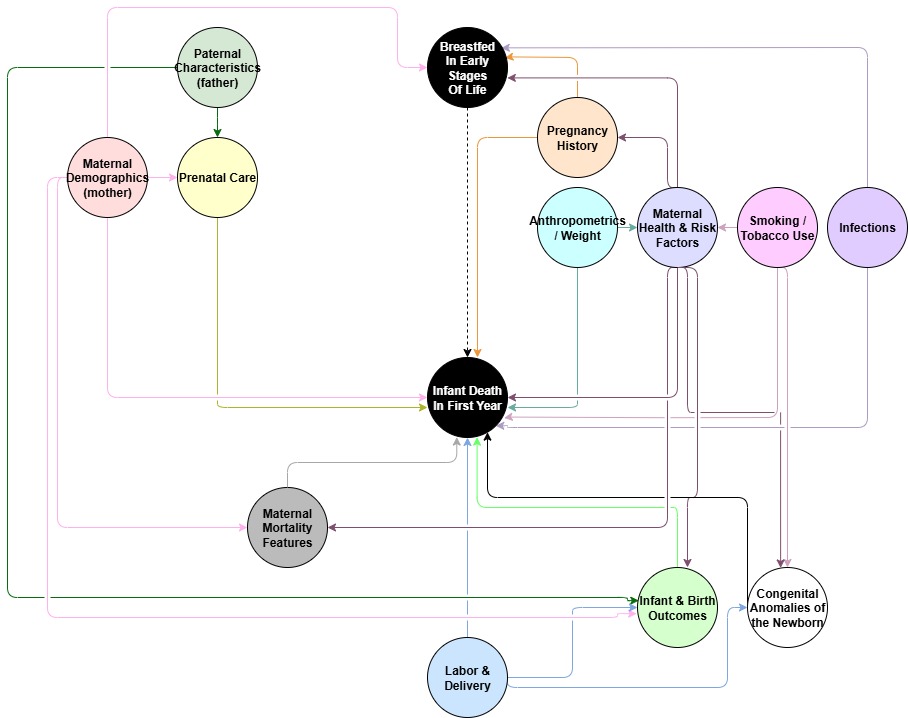 Paternal
Characteristics
(father)
Breastfed
In Early
Stages
Of Life
Pregnancy
History
Maternal
Demographics
(mother)
Prenatal Care
Anthropometrics
/ Weight
Maternal
Health & Risk
Factors
Smoking /
Tobacco Use
Infections
Infant Death
In First Year
Maternal
Mortality
Features
Infant & Birth
Outcomes
Congenital
Anomalies of
the Newborn
Labor &
Delivery